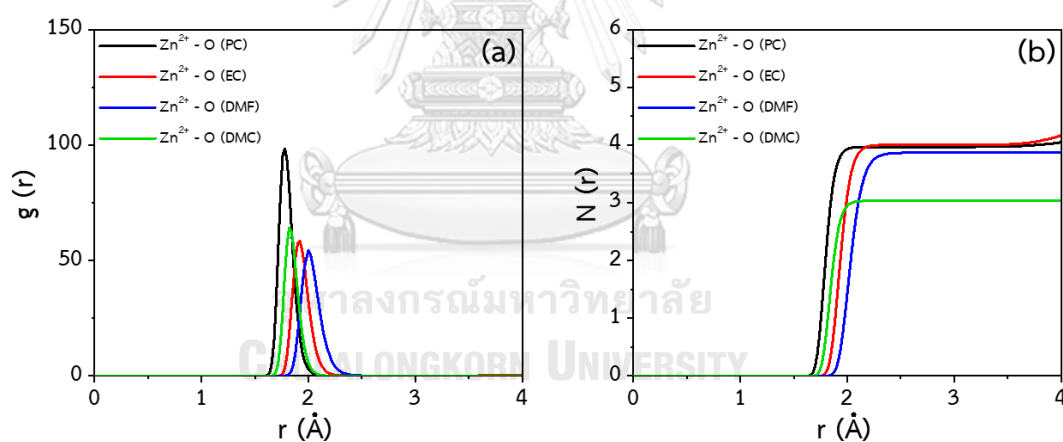 150
100
50
0
g (r)
(a)
Zn²⁺ - O (PC)
Zn²⁺ - O (EC)
Zn²⁺ - O (DMF)
Zn²⁺ - O (DMC)
0 1 2 3 4
r (Å)
6
5
4
3
2
1
0
N (r)
(b)
Zn²⁺ - O (PC)
Zn²⁺ - O (EC)
Zn²⁺ - O (DMF)
Zn²⁺ - O (DMC)
0 1 2 3 4
r (Å)
าลงกรณ์มหาวิทยาลัย
CHULALONGKORN UNIVERSITY